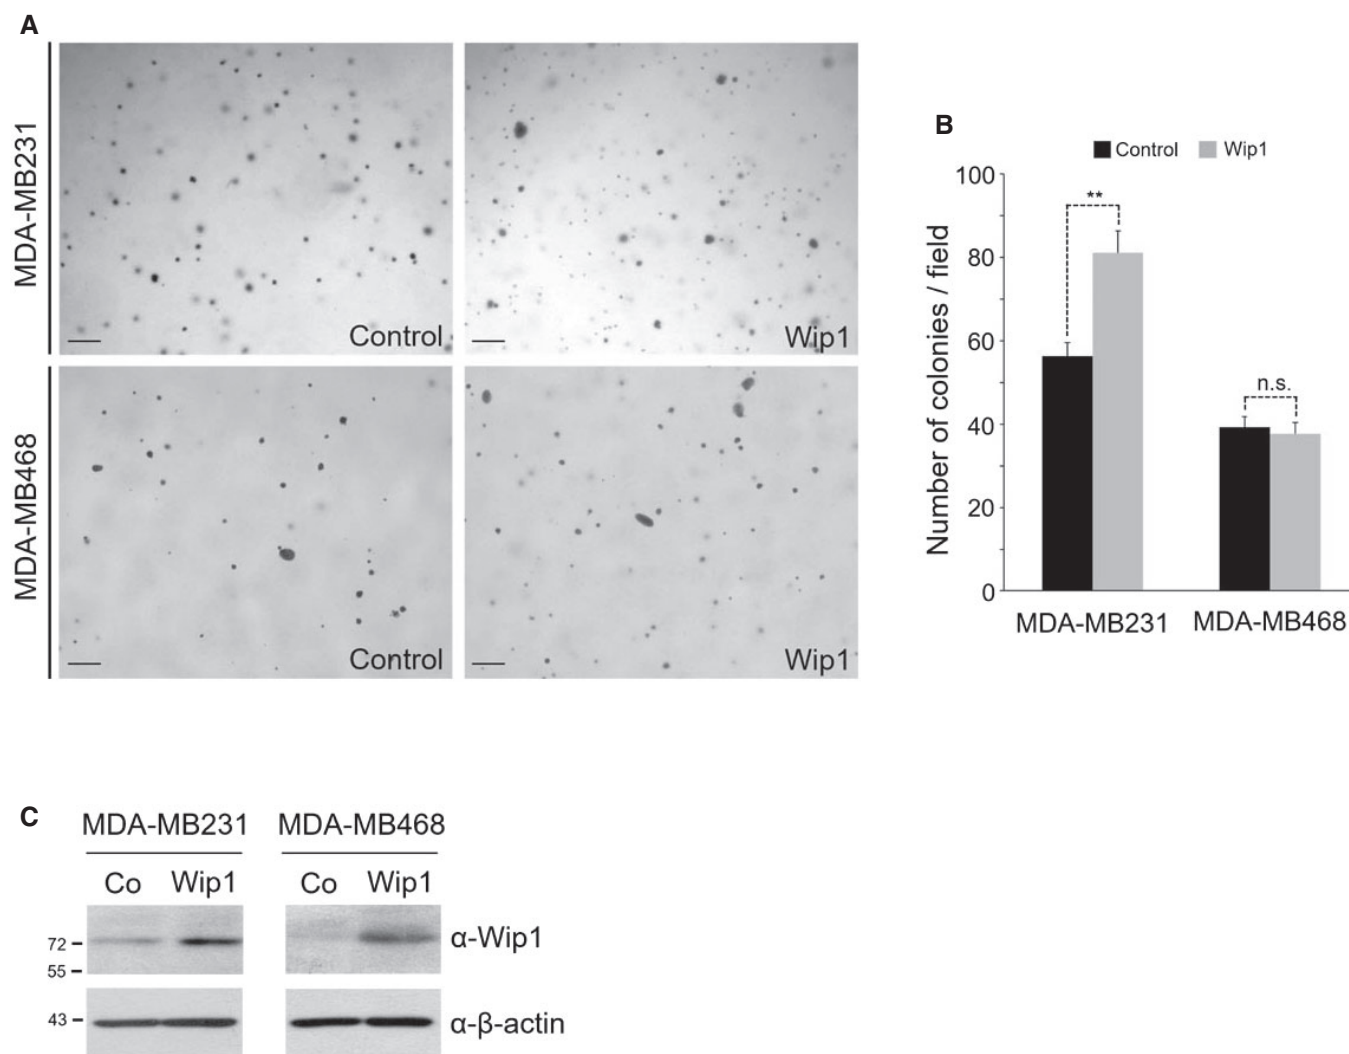 A
MDA-MB231
Control
Wip1
MDA-MB468
Control
Wip1
B
Control Wip1
Number of colonies / field
100
80
60
40
20
0
**
n.s.
MDA-MB231 MDA-MB468
C
MDA-MB231 MDA-MB468
Co Wip1 Co Wip1
72
55
α-Wip1
43
α-β-actin